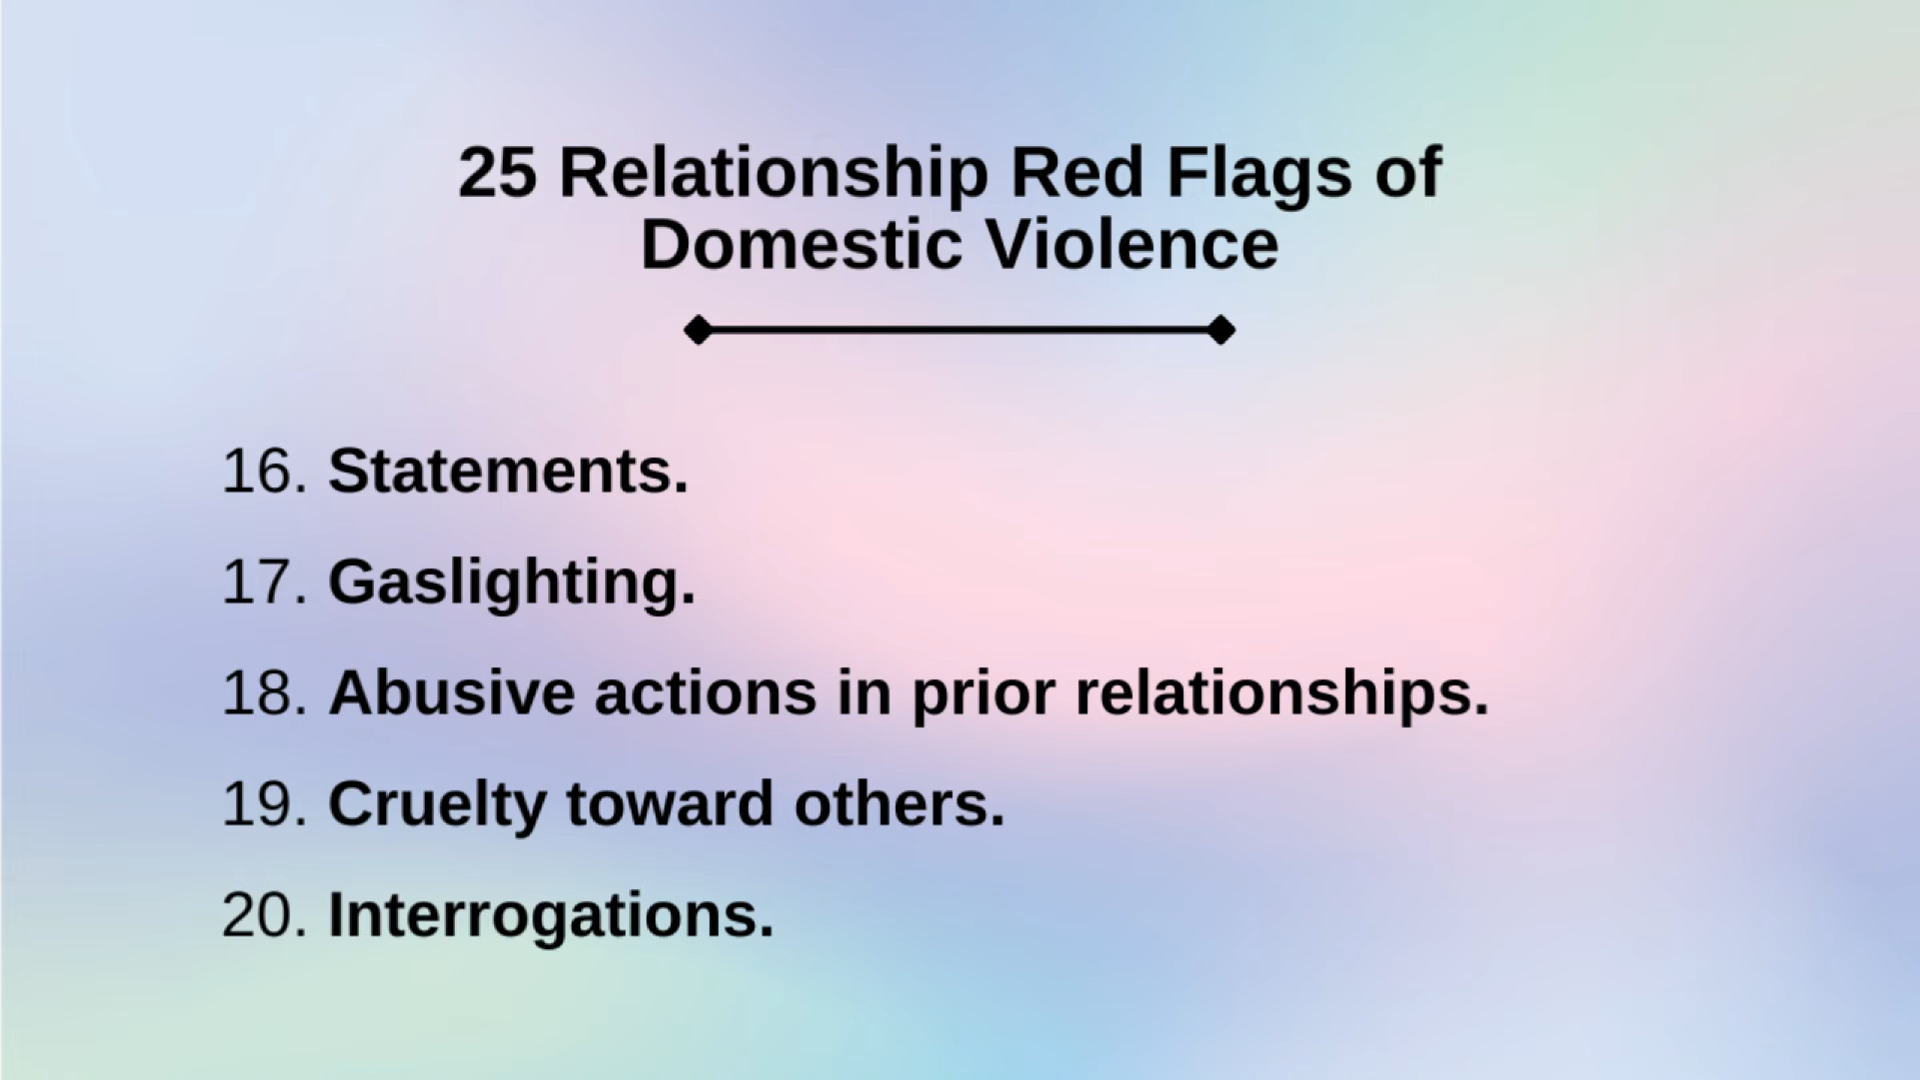 25 Relationship Red Flags of
Domestic Violence
16. Statements.
17. Gaslighting.
18. Abusive actions in prior relationships.
19. Cruelty toward others.
20. Interrogations.